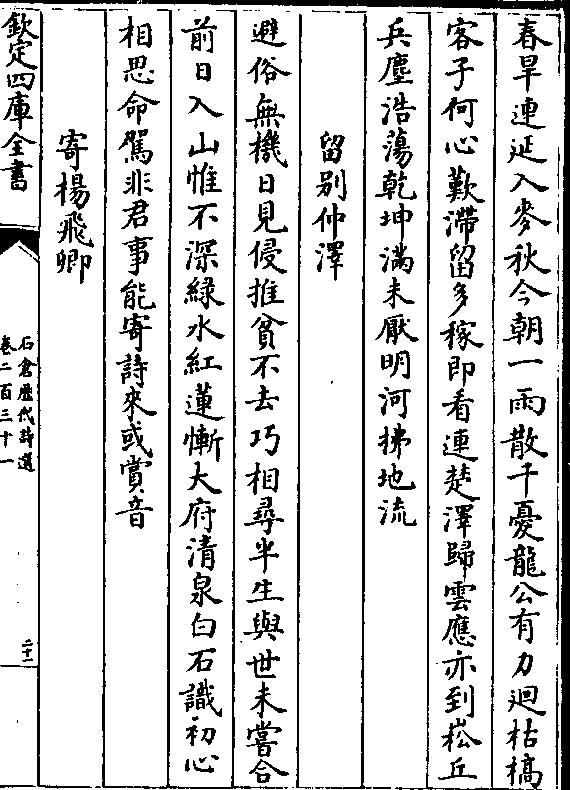 春旱連延入麥秋今朝一雨散千憂龍公有力迴枯槁
客子何心歎滯留多稼即看連楚澤歸雲應亦到崧丘
兵塵浩蕩乾坤滿未厭明河拂地流
留别仲澤
避俗無機日見侵推貧不去巧相尋半生與世未嘗合
前日入山惟不深綠水紅蓮慚大府清泉白石識初心
相思命駕非君事能寄詩來或賞音
寄楊飛卿
欽定四庫全書
石倉歷代詩選
卷二百三十一
二十二